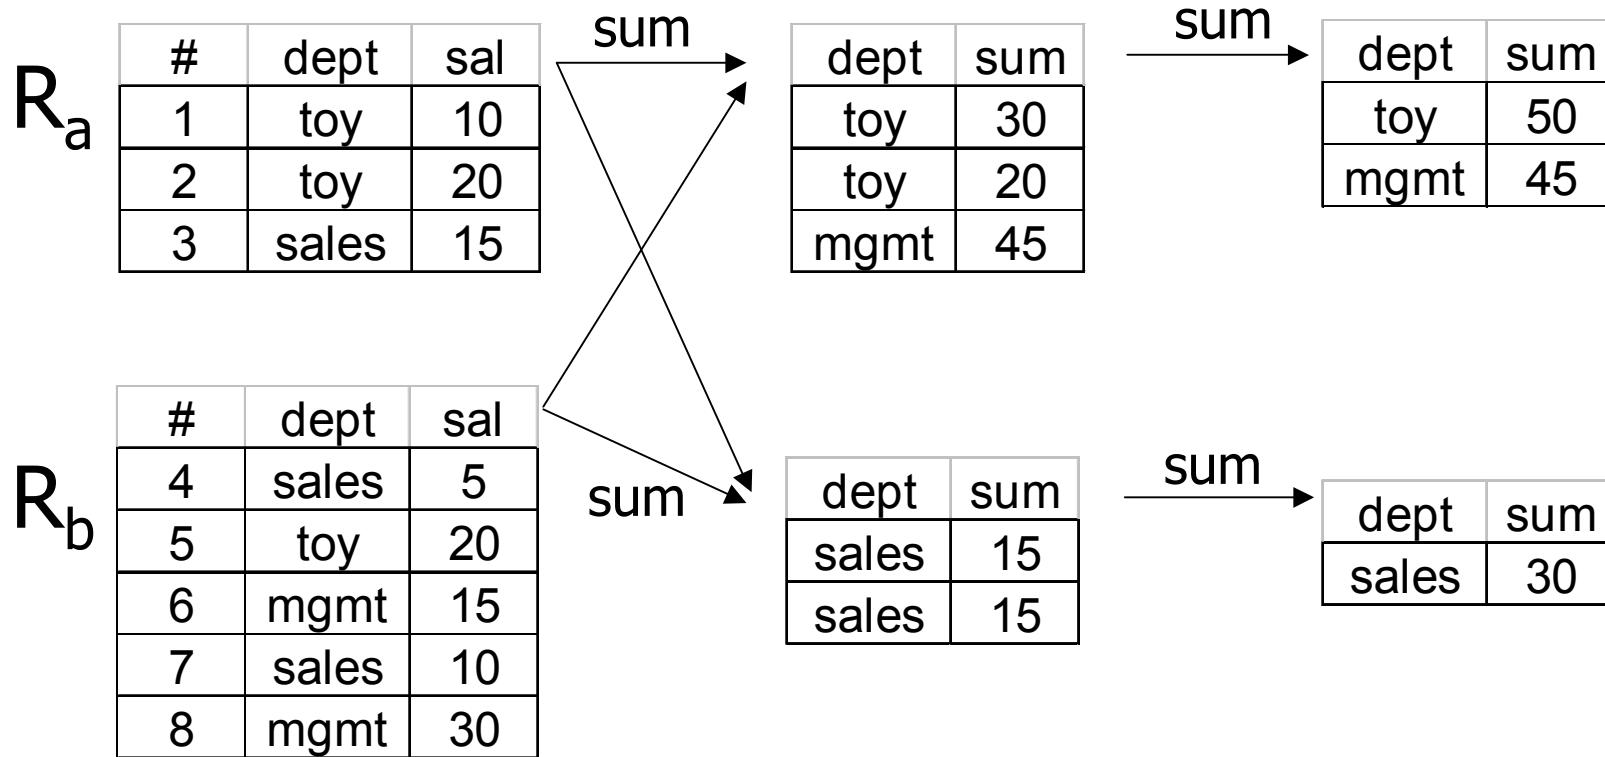 R_a
# dept sal
1 toy 10
2 toy 20
3 sales 15
sum
dept sum
toy 30
toy 20
mgmt 45
sum
dept sum
toy 50
mgmt 45
R_b
# dept sal
4 sales 5
5 toy 20
6 mgmt 15
7 sales 10
8 mgmt 30
sum
dept sum
sales 15
sales 15
sum
dept sum
sales 30